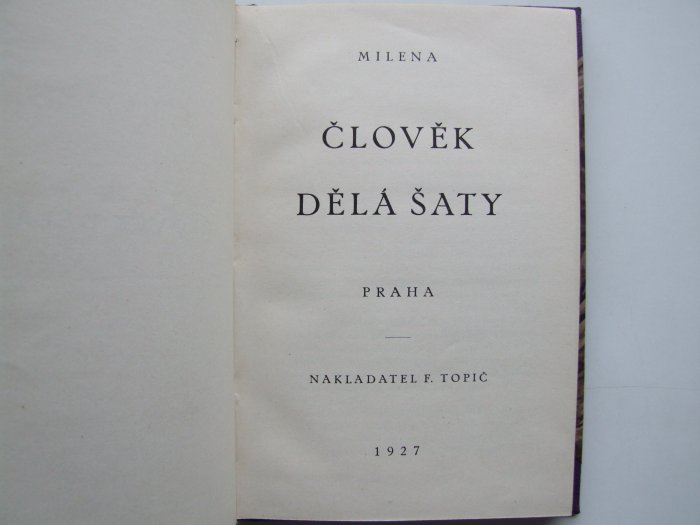 MILENA
ČLOVĚK
DĚLÁ ŠATY
PRAHA
NAKLADATEL F. TOPIČ
1927